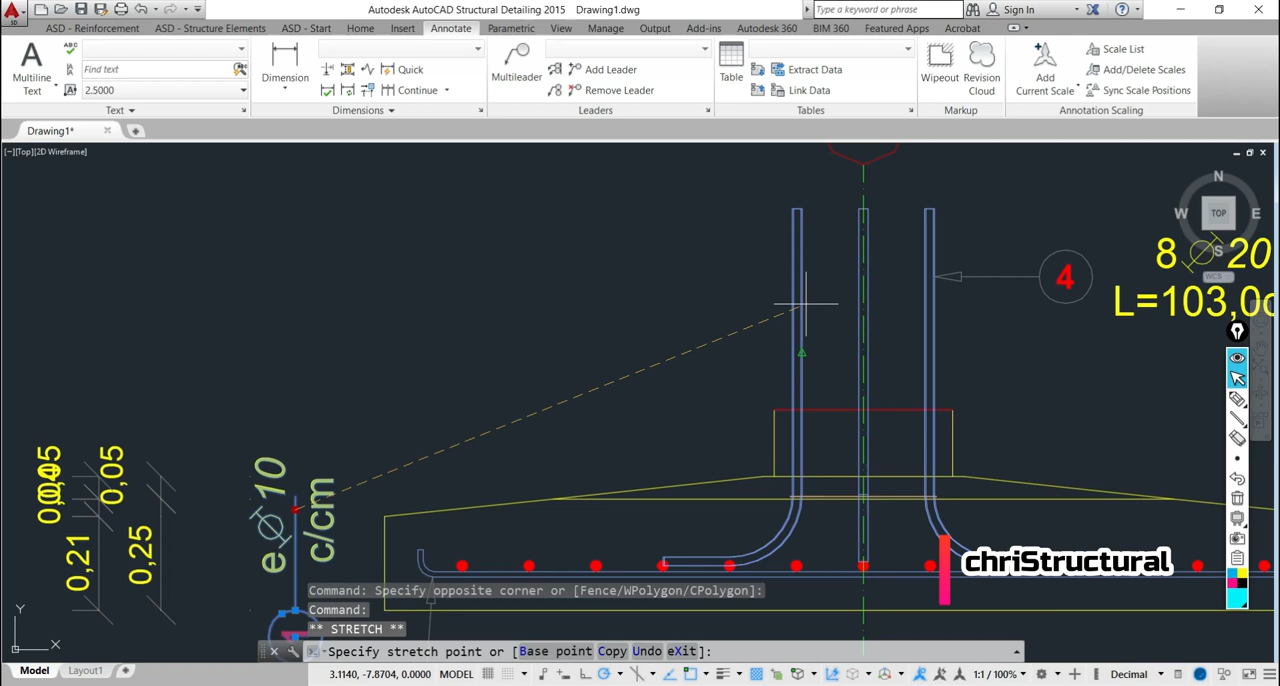 Autodesk AutoCAD Structural Detailing 2015 Drawing1.dwg
Type a keyword or phrase
Sign In
SD
ASD - Reinforcement ASD - Structure Elements ASD - Start Home Insert Annotate Parametric View Manage Output Add-ins Autodesk 360 BIM 360 Featured Apps Acrobat
Multiline Text
ABC
Find text
2.5000
Text
Dimension
Quick
Continue
Dimensions
Multileader
Add Leader
Remove Leader
Leaders
Table
Extract Data
Link Data
Tables
Wipeout
Revision Cloud
Markup
Add Current Scale
Scale List
Add/Delete Scales
Sync Scale Positions
Annotation Scaling
Drawing1*
[−][Top][2D Wireframe]
N
W TOP E
S
WCS
8∅20
4
L=103,0c
0,05
0,05
0,21
0,25
e∅10
c/cm
chriStructural
Command: Specify opposite corner or [Fence/WPolygon/CPolygon]:
Command:
** STRETCH **
Specify stretch point or [Base point Copy Undo eXit]:
Y
X
Model Layout1
3.1140, -7.8704, 0.0000 MODEL
1:1 / 100%
Decimal